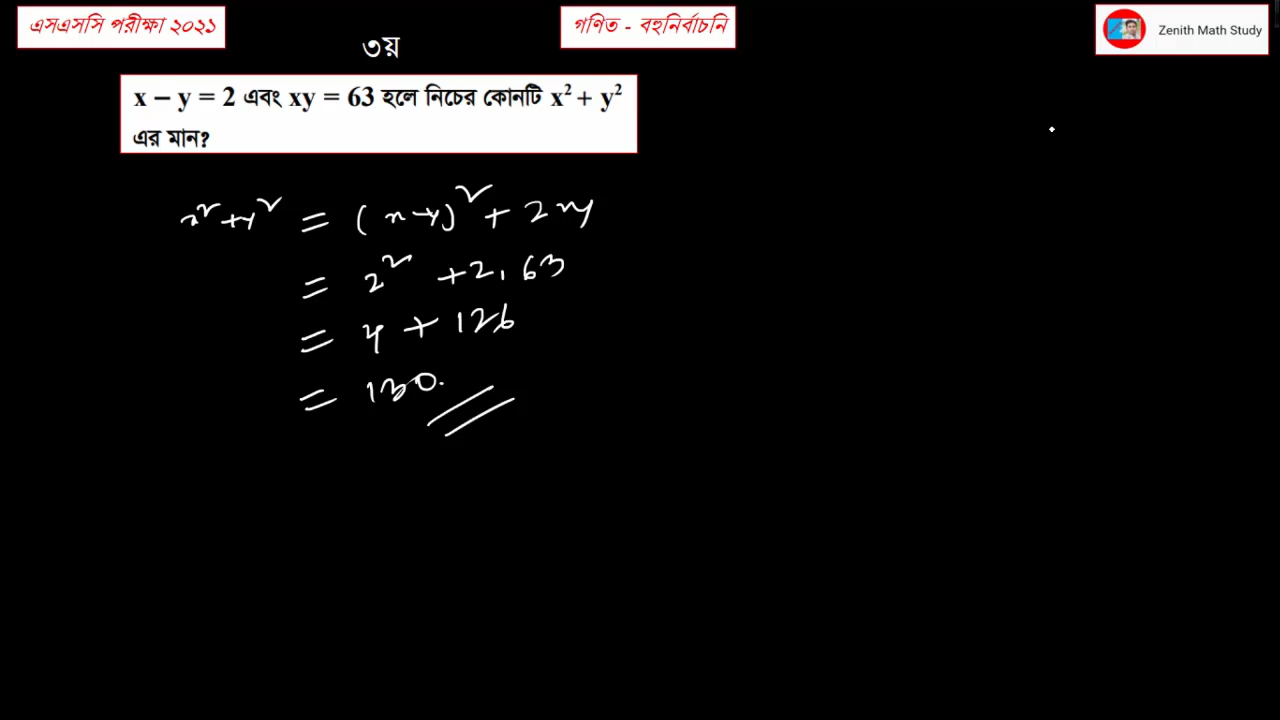 এসএসসি পরীক্ষা ২০২১
গণিত - বহুনির্বাচনি
Zenith Math Study
৩য়
x – y = 2 এবং xy = 63 হলে নিচের কোনটি x² + y²
এর মান?
x² + y² = (x - y)² + 2xy
= 2² + 2.63
= 4 + 126
= 130.